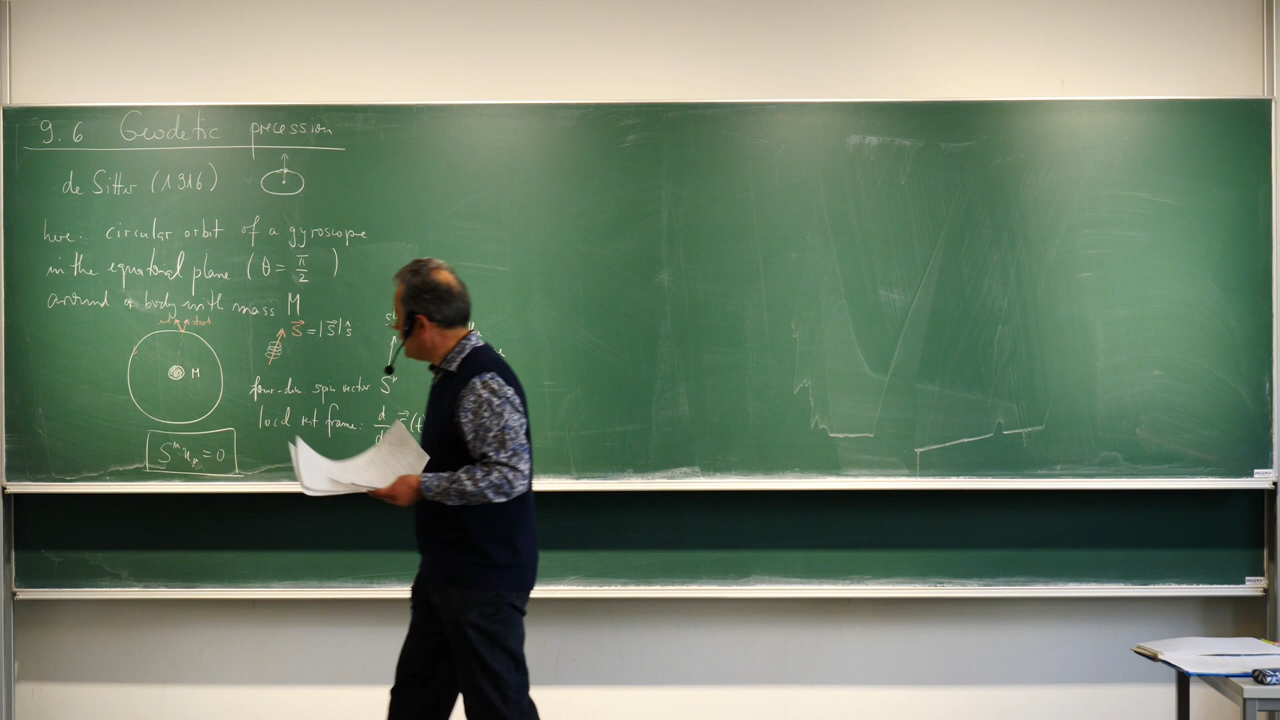 9.6 Geodetic precession
de Sitter (1916)
here: circular orbit of a gyroscope
in the equatorial plane (θ = π/2)
around a body with mass M
start
M
S⃗ = |S⃗| ŝ
four-dim. spin vector S^μ
local rest frame: d/d
S^μ u_μ = 0